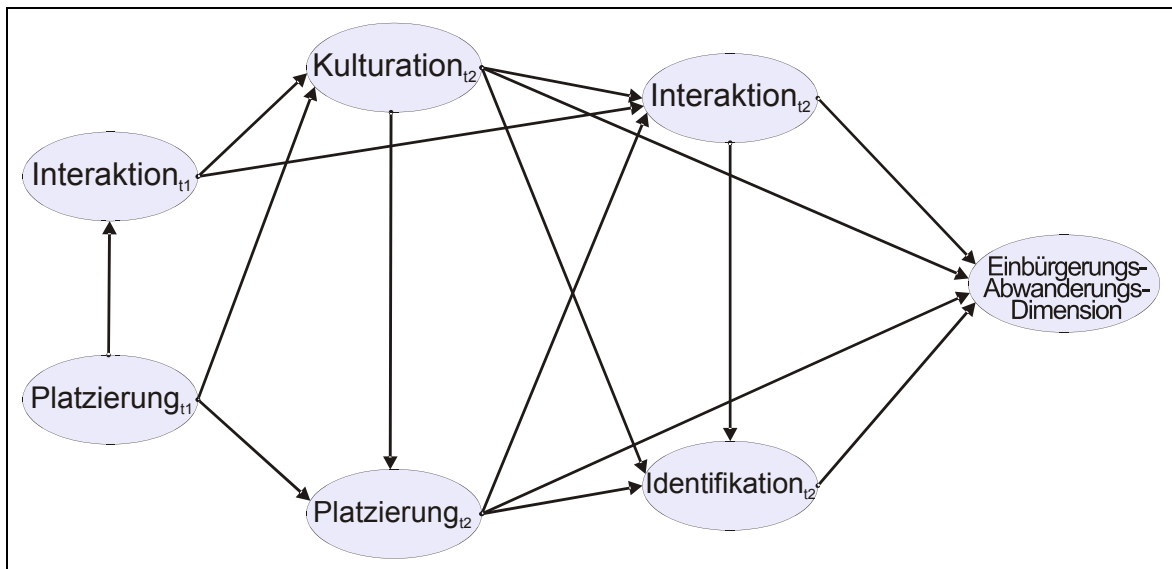 Kulturation t2
Interaktion t2
Interaktion t1
Einbürgerungs-
Abwanderungs-
Dimension
Platzierung t1
Identifikation t2
Platzierung t2